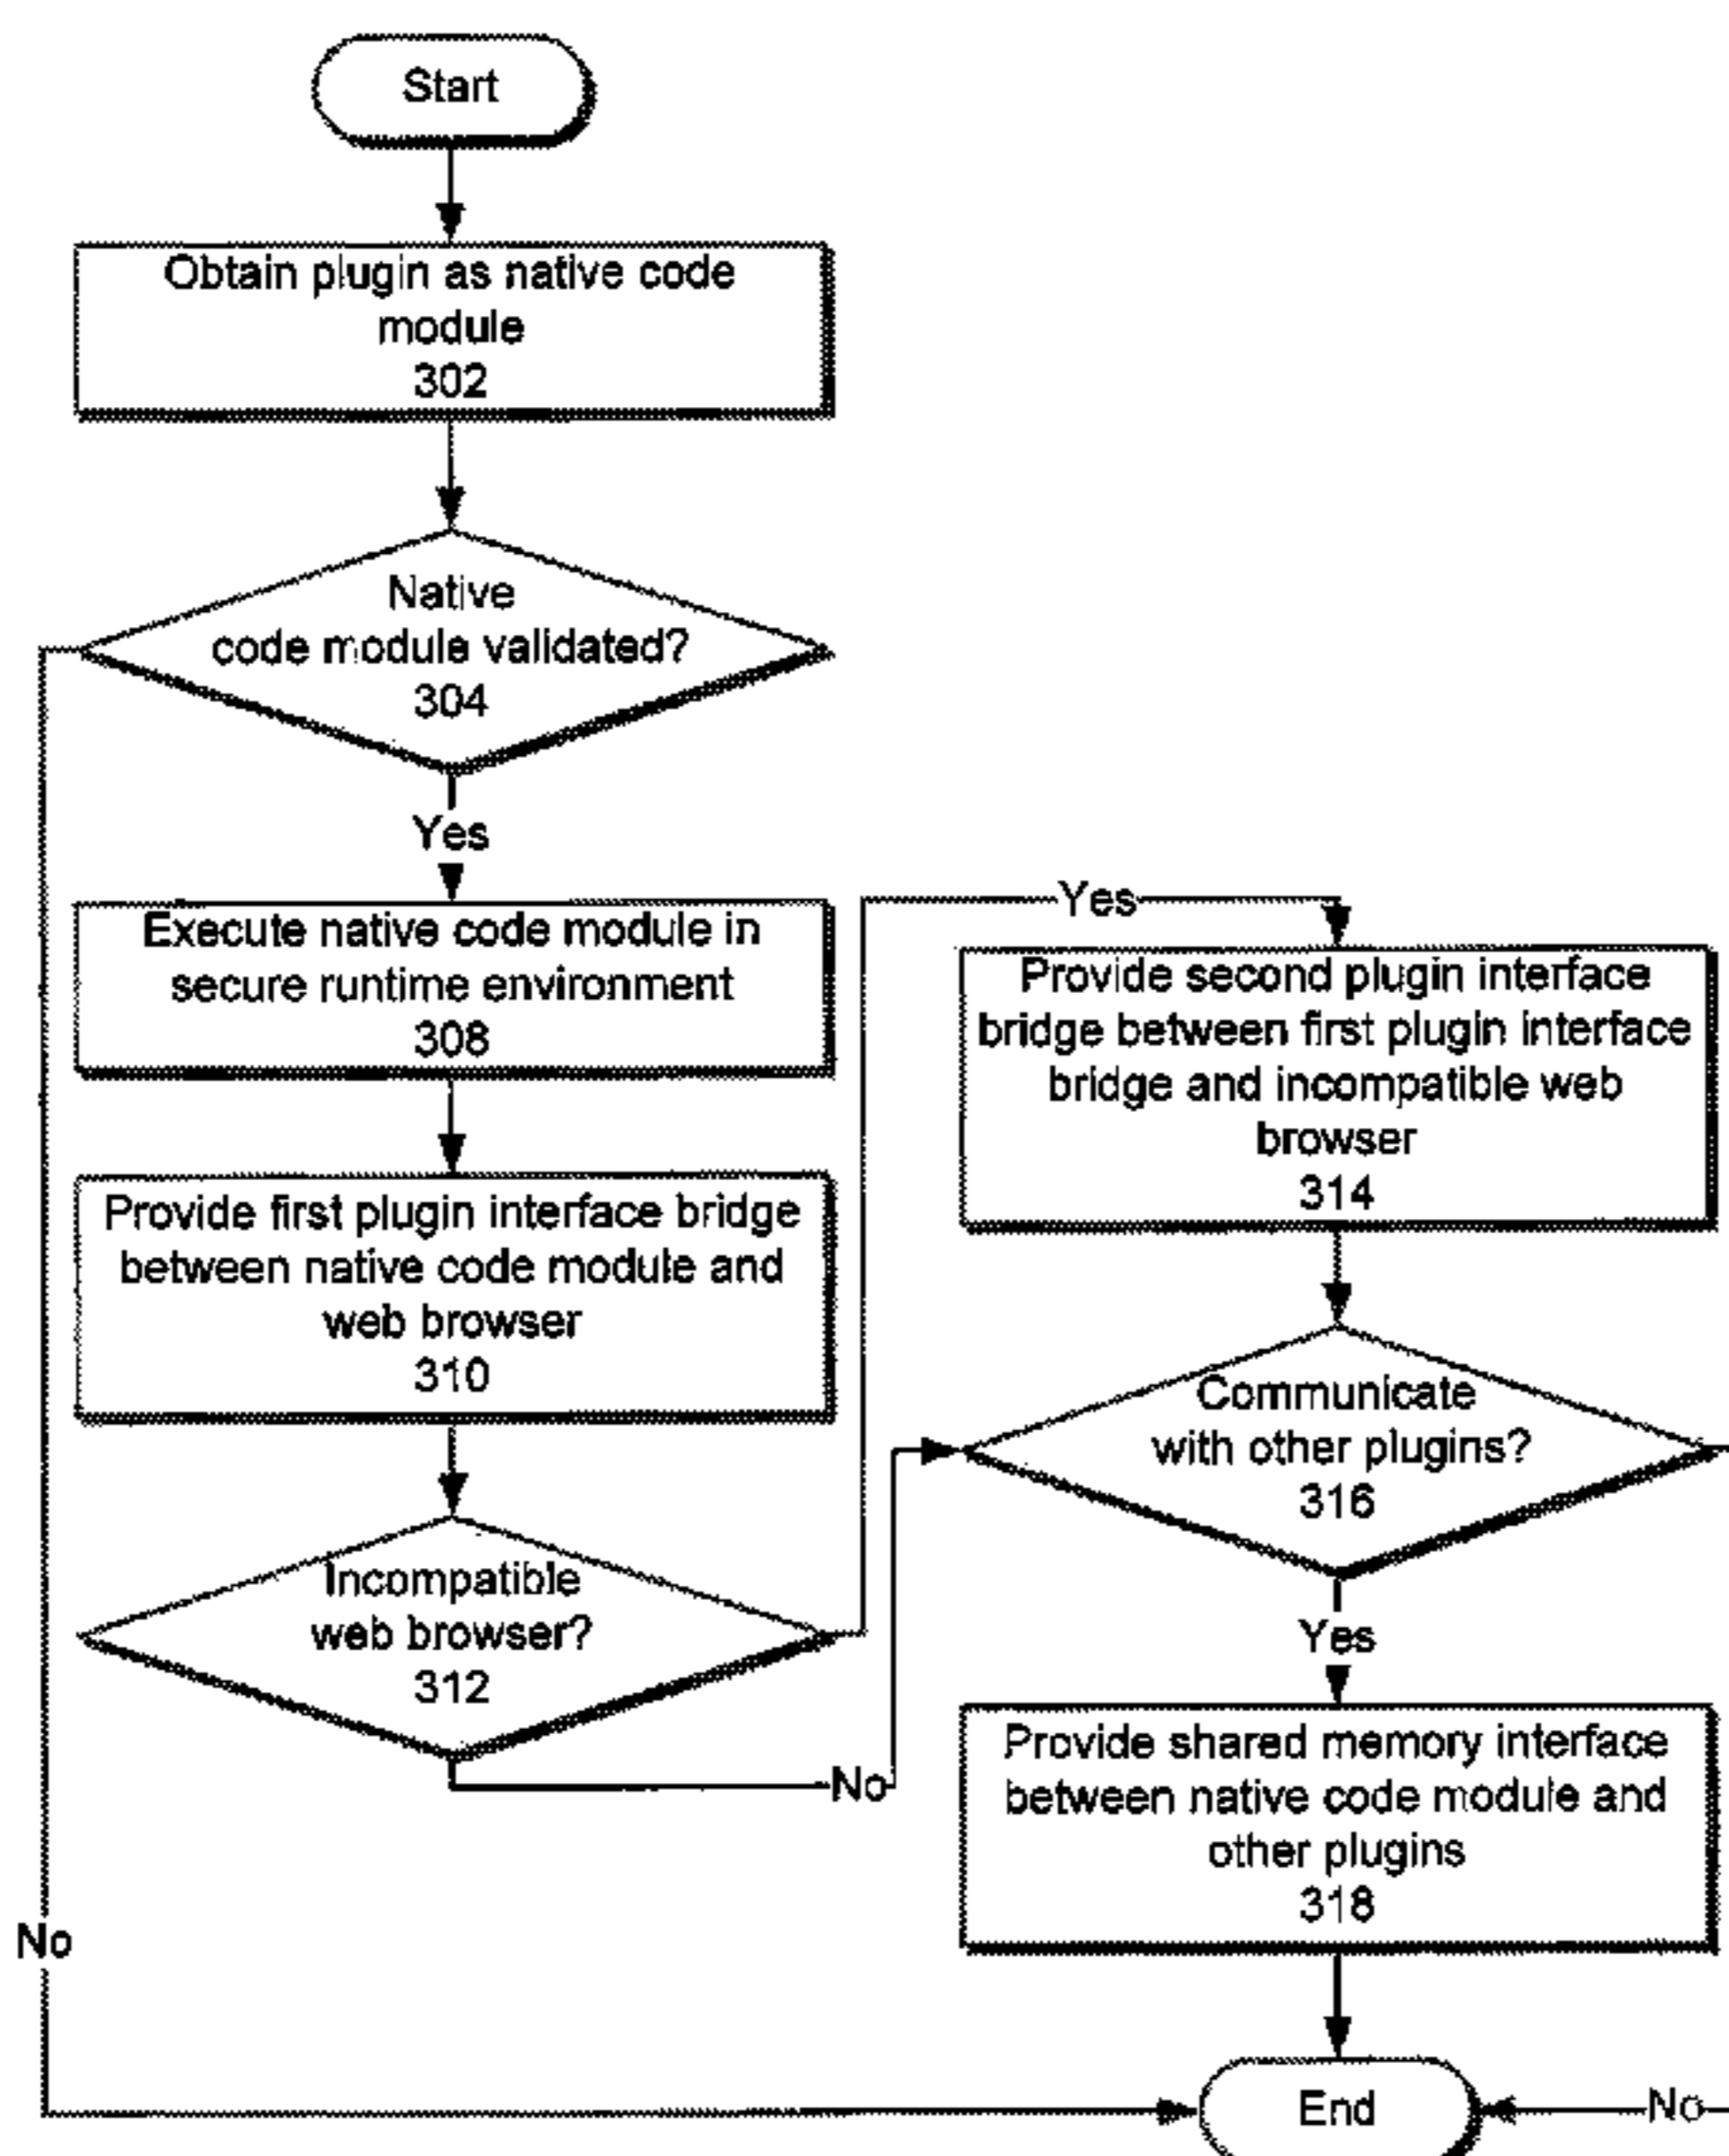 Start
Obtain plugin as native code
module
302
Native
code module validated?
304
Yes
Execute native code module in
secure runtime environment
308
Provide first plugin interface bridge
between native code module and
web browser
310
Incompatible
web browser?
312
No
Yes
Provide second plugin interface
bridge between first plugin interface
bridge and incompatible web
browser
314
Communicate
with other plugins?
316
Yes
Provide shared memory interface
between native code module and
other plugins
318
No
End
No